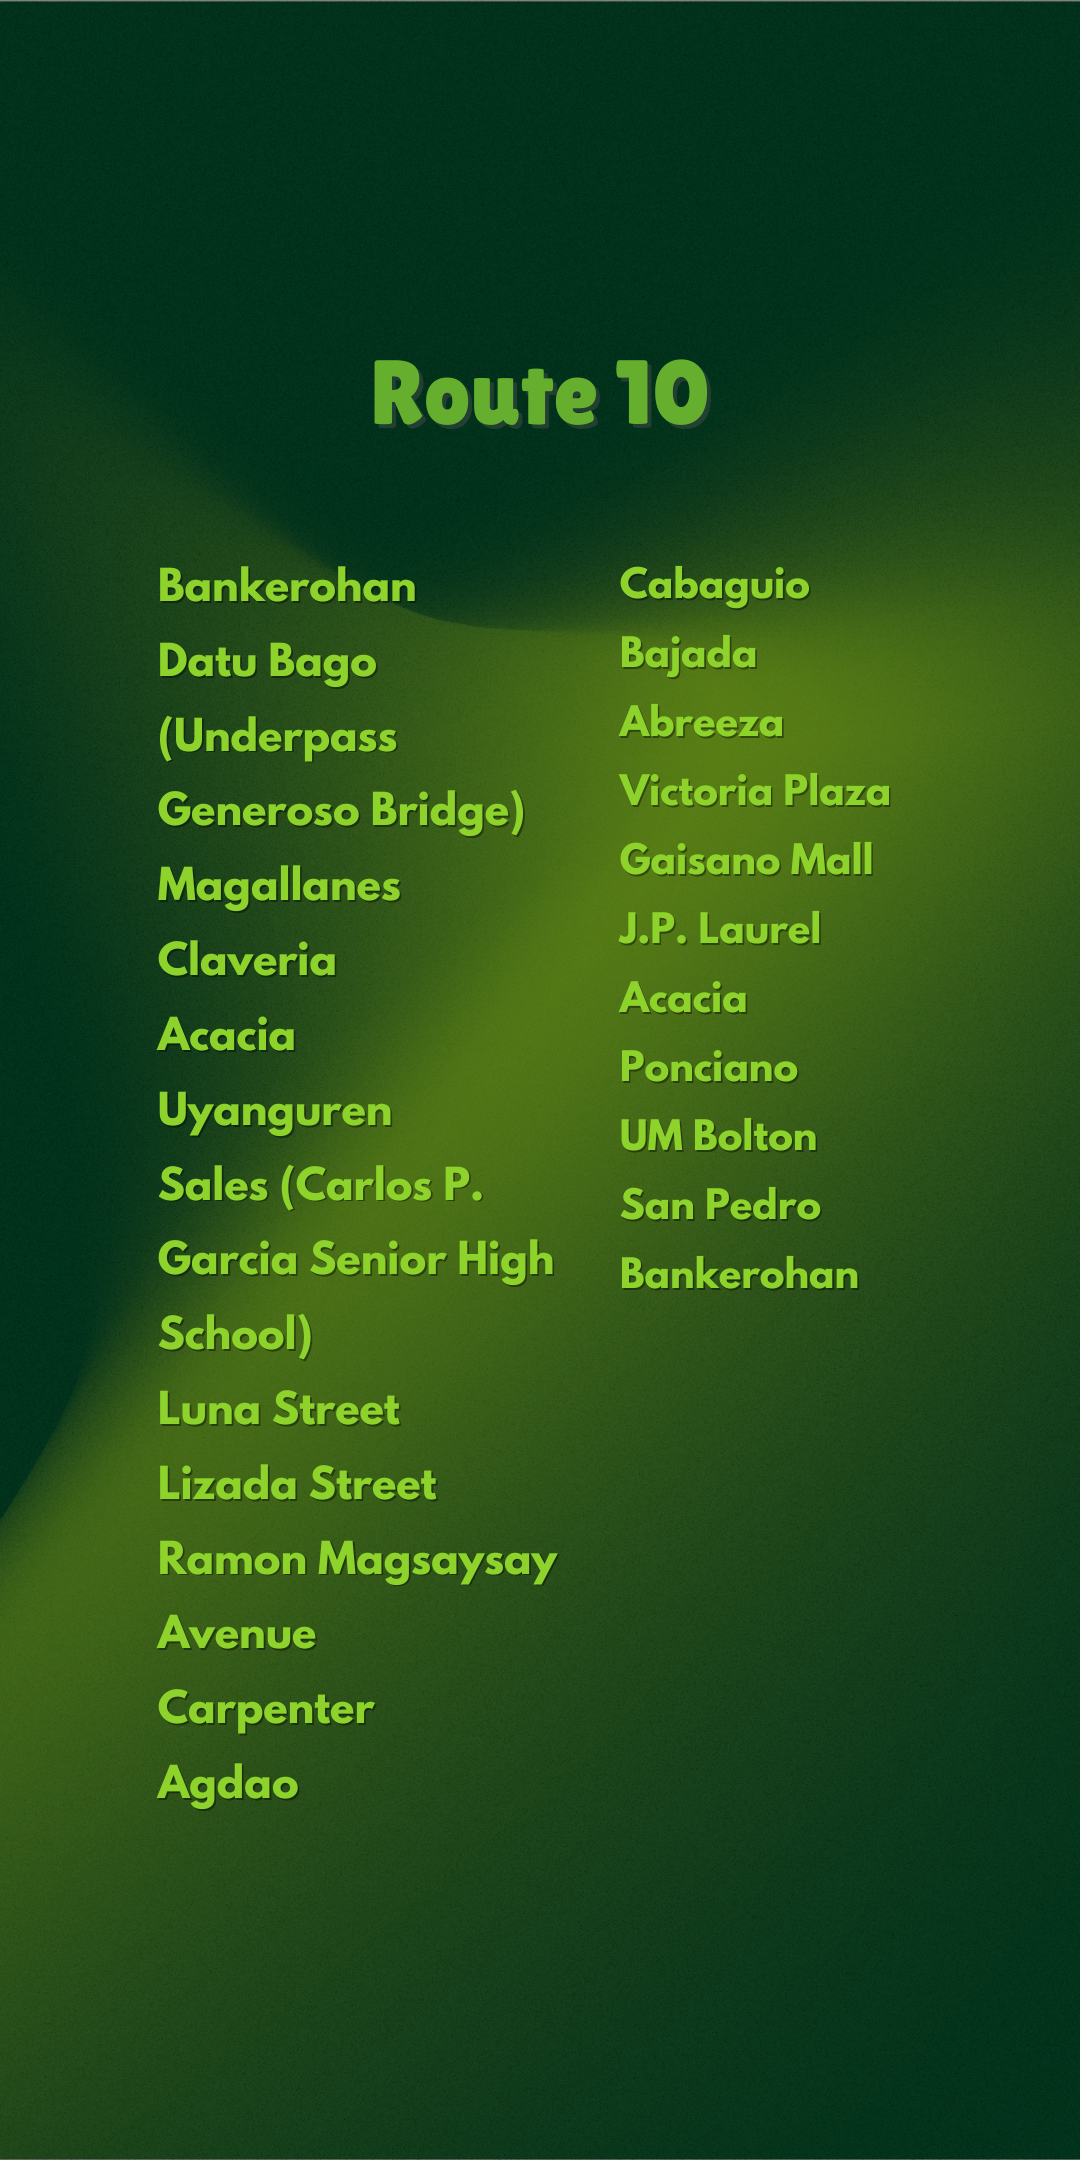 Route 10
Bankerohan
Datu Bago
(Underpass
Generoso Bridge)
Magallanes
Claveria
Acacia
Uyanguren
Sales (Carlos P.
Garcia Senior High
School)
Luna Street
Lizada Street
Ramon Magsaysay
Avenue
Carpenter
Agdao
Cabaguio
Bajada
Abreeza
Victoria Plaza
Gaisano Mall
J.P. Laurel
Acacia
Ponciano
UM Bolton
San Pedro
Bankerohan